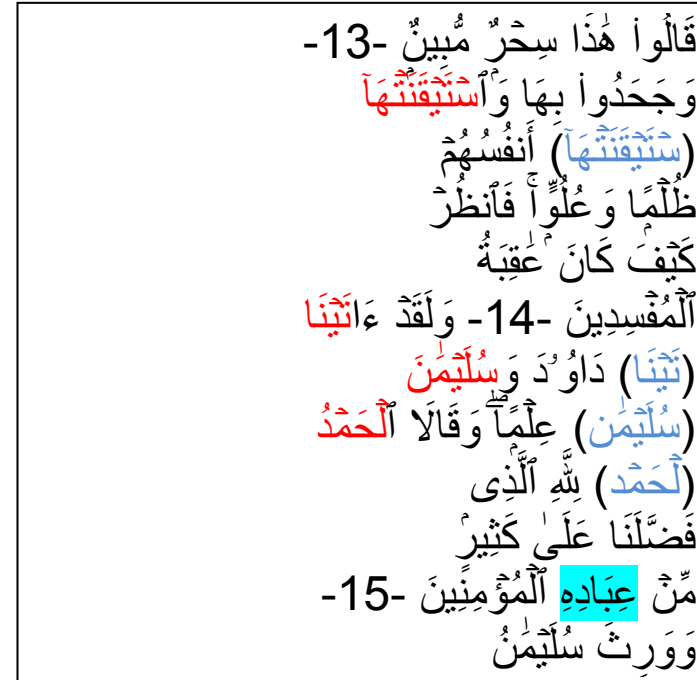 قَالُواْ هَٰذَا سِحۡرٌ مُّبِينٌ -13-
وَجَحَدُواْ بِهَا وَٱسۡتَيۡقَنَتۡهَآ
(سۡتَيۡقَنَتۡهَآ) أَنفُسُهُمۡ
ظُلۡمًا وَعُلُوًّاۚ فَٱنظُرۡ
كَيۡفَ كَانَ عَٰقِبَةُ
ٱلۡمُفۡسِدِينَ -14- وَلَقَدۡ ءَاتَيۡنَا
(تَيۡنَا) دَاوُۥدَ وَسُلَيۡمَٰنَ
(سُلَيۡمَٰن) عِلۡمًاۖ وَقَالَا ٱلۡحَمۡدُ
(لۡحَمۡد) لِلَّهِ ٱلَّذِى
فَضَّلَنَا عَلَىٰ كَثِيرٍ
مِّنۡ عِبَادِهِ ٱلۡمُؤۡمِنِينَ -15-
وَوَرِثَ سُلَيۡمَٰنُ